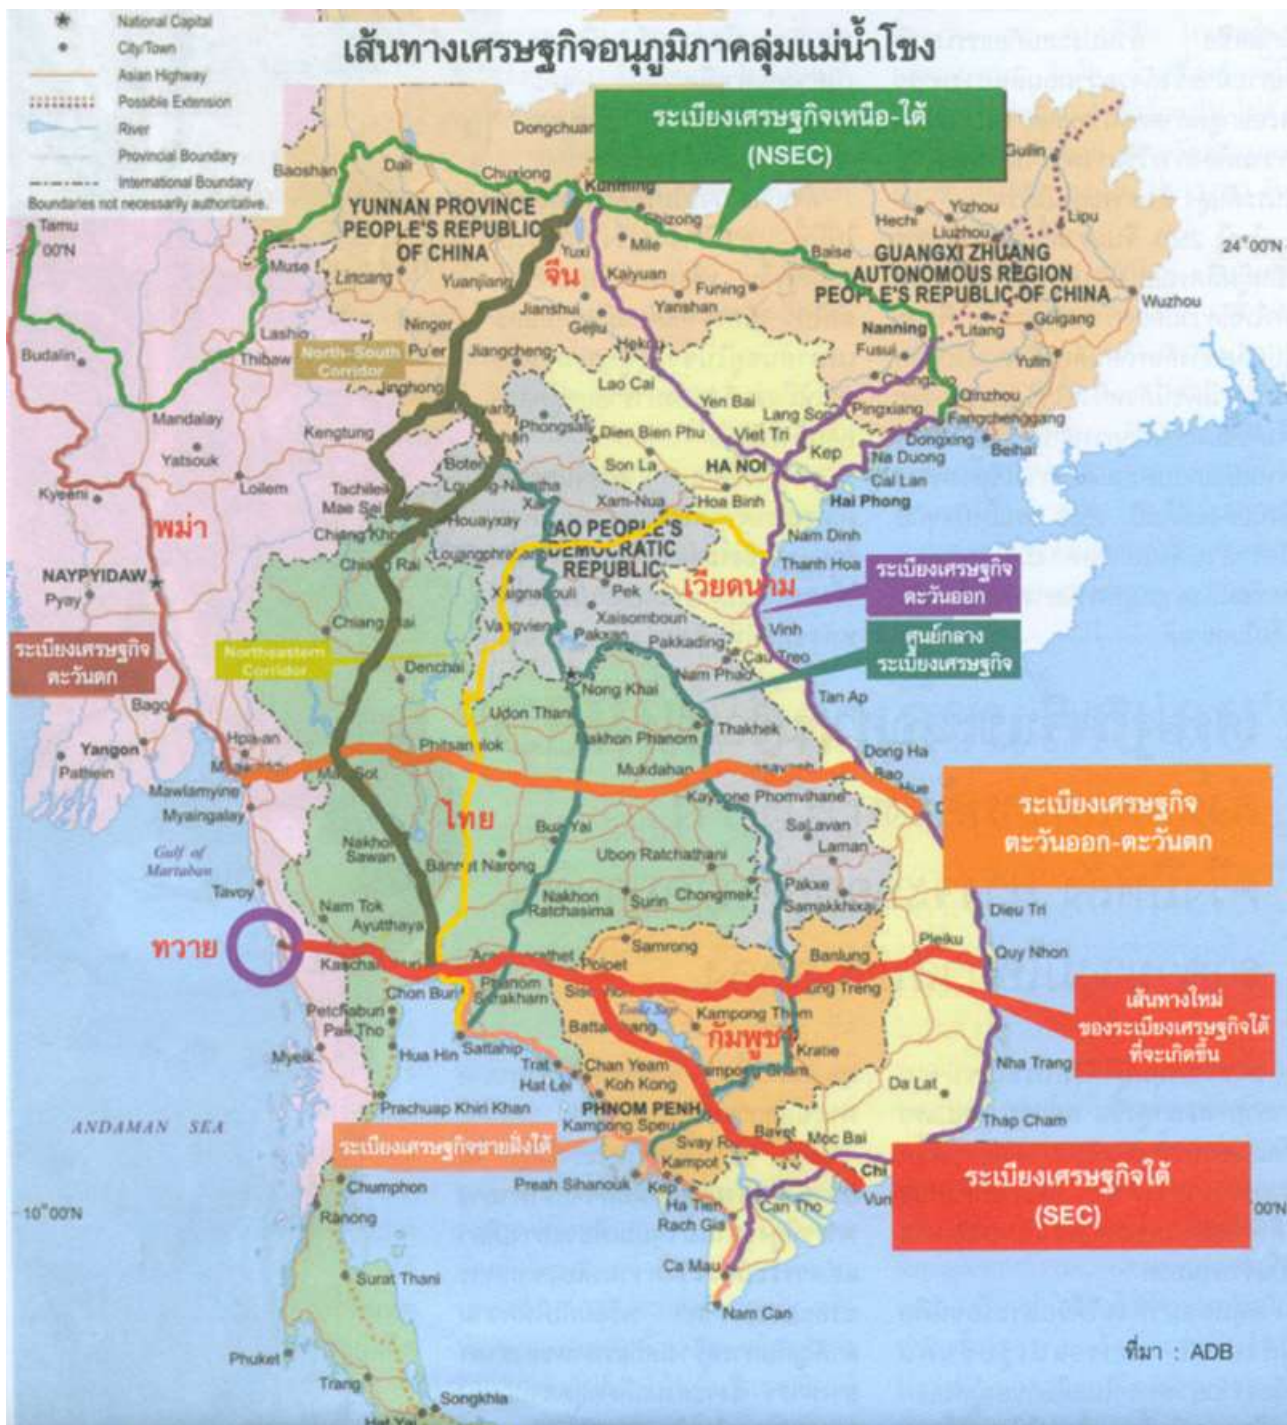 National Capital
City/Town
Asian Highway
Possible Extension
River
Provincial Boundary
International Boundary
Boundaries not necessarily authoritative.
เส้นทางเศรษฐกิจอนุภูมิภาคลุ่มแม่น้ำโขง
ระเบียงเศรษฐกิจเหนือ-ใต้
(NSEC)
Dongchuan
Guilin
Baoshan
Dali
Chuxiong
Kunming
Shizong
Hechi
Yizhou
Liuzhou
Lipu
Tamu
00'N
24°00'N
YUNNAN PROVINCE
PEOPLE'S REPUBLIC
OF CHINA
Yuxi
Mile
Baise
GUANGXI ZHUANG
AUTONOMOUS REGION
PEOPLE'S REPUBLIC OF CHINA
Muse
Lincang
Yuanjiang
จีน
Kaiyuan
Funing
Yanshan
Wuzhou
Jianshui
Gejiu
Nanning
Litang
Guigang
Lashio
Ninger
Budalin
Thibaw
North-South
Corridor
Pu'er
Jiangcheng
Fusui
Yulin
Lao Cai
Jinghong
Qinzhou
Mandalay
Yen Bai
Lang Son
Pingxiang
Fangchenggang
Kengtung
Phongsaly
Dien Bien Phu
Viet Tri
Kep
Dongxing
Beihai
Yatsouk
Boten
Son La
HA NOI
Na Duong
Cai Lan
Kyeeni
Loilem
Tachileik
Mae Sai
Xam-Nua
Hoa Binh
Hai Phong
พม่า
Houayxay
LAO PEOPLE'S
DEMOCRATIC
REPUBLIC
Nam Dinh
Thanh Hoa
Chiang Rai
NAYPYIDAW
Pyay
Pek
เวียดนาม
ระเบียงเศรษฐกิจ
ตะวันออก
Xaisomboun
Chiang Mai
Vangvieng
Pakxan
Pakkading
Vinh
ศูนย์กลาง
ระเบียงเศรษฐกิจ
ระเบียงเศรษฐกิจ
ตะวันตก
Northeastern
Corridor
Denchai
Cau Treo
Nam Phao
Nong Khai
Tan Ap
Bago
Udon Thani
Thakhek
Yangon
Hpa-an
Phitsanulok
Nakhon Phanom
Dong Ha
Pathein
Mae Sot
Mukdahan
Hue
Mawlamyine
Kaysone Phomvihane
ระเบียงเศรษฐกิจ
ตะวันออก-ตะวันตก
Myaingalay
ไทย
Nakhon
Sawan
Bua Yai
SaLavan
Laman
Gulf of
Martaban
Bamnet Narong
Ubon Ratchathani
Tavoy
Chongmek
Pakxe
Nam Tok
Nakhon
Ratchasima
Surin
Samakkhixai
Dieu Tri
Ayutthaya
ทวาย
Samrong
Banlung
Pleiku
Quy Nhon
Poipet
Chon Buri
Phanom
Sarakham
เส้นทางใหม่
ของระเบียงเศรษฐกิจใต้
ที่จะเกิดขึ้น
Petchaburi
Pak Tho
Kampong Thom
กัมพูชา
Myeik
Hua Hin
Sattahip
Kratie
Trat
Hat Lei
Chan Yeam
Koh Kong
Nha Trang
Da Lat
Prachuap Khiri Khan
PHNOM PENH
Kampong Speu
Thap Cham
ANDAMAN SEA
ระเบียงเศรษฐกิจชายฝั่งใต้
Bavet
Moc Bai
Kampot
ระเบียงเศรษฐกิจใต้
(SEC)
Chumphon
Preah Sihanouk
Kep
Ha Tien
Can Tho
10°00'N
Ranong
Rach Gia
00'N
Ca Mau
Surat Thani
Nam Can
Phuket
ที่มา : ADB
Trang
Songkhla
Hat Yai